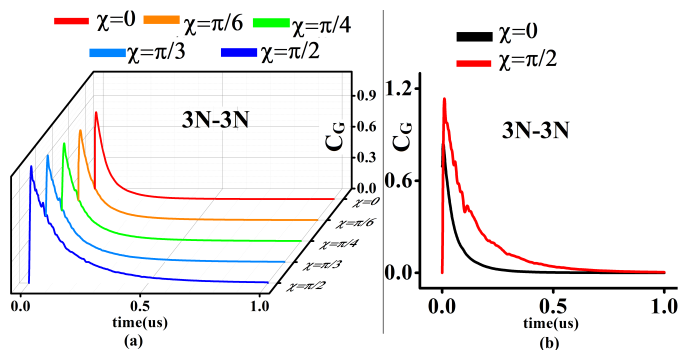 χ=0 χ=π/6 χ=π/4
χ=π/3 χ=π/2
3N-3N
C_G
0.9
0.6
0.3
0.0
χ=0
χ=π/6
χ=π/4
χ=π/3
χ=π/2
0.0 0.5 1.0
time(us)
(a)
χ=0
χ=π/2
3N-3N
C_G
1.2
0.6
0.0
0.0 0.5 1.0
time(us)
(b)